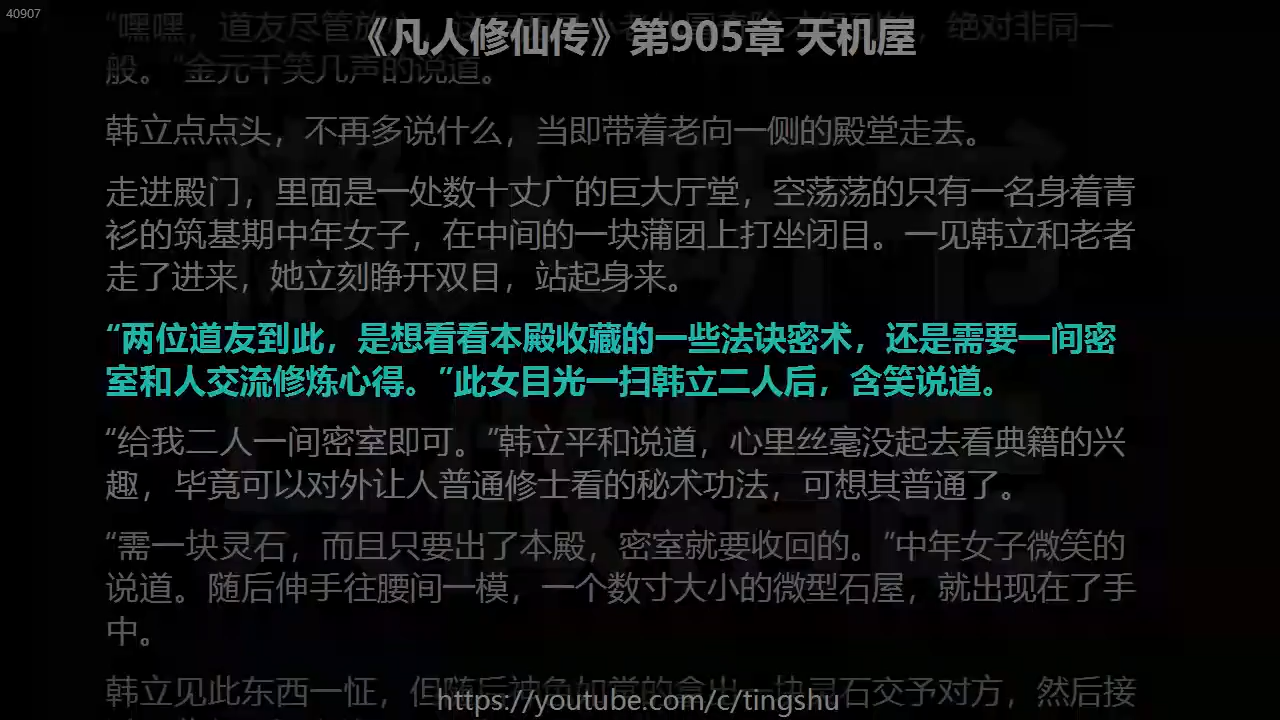 40907
《凡人修仙传》第905章 天机屋
“嘿嘿，道友尽管放心，绝对非同一
般。“金元干笑几声的说道。
韩立点点头，不再多说什么，当即带着老向一侧的殿堂走去。
走进殿门，里面是一处数十丈广的巨大厅堂，空荡荡的只有一名身着青
衫的筑基期中年女子，在中间的一块蒲团上打坐闭目。一见韩立和老者
走了进来，她立刻睁开双目，站起身来。
“两位道友到此，是想看看本殿收藏的一些法诀密术，还是需要一间密
室和人交流修炼心得。”此女目光一扫韩立二人后，含笑说道。
“给我二人一间密室即可。“韩立平和说道，心里丝毫没起去看典籍的兴
趣，毕竟可以对外让人普通修士看的秘术功法，可想其普通了。
“需一块灵石，而且只要出了本殿，密室就要收回的。”中年女子微笑的
说道。随后伸手往腰间一模，一个数寸大小的微型石屋，就出现在了手
中。
韩立见此东西一怔，但随后神色如常的拿出一块灵石交予对方，然后接
https://youtube.com/c/tingshu